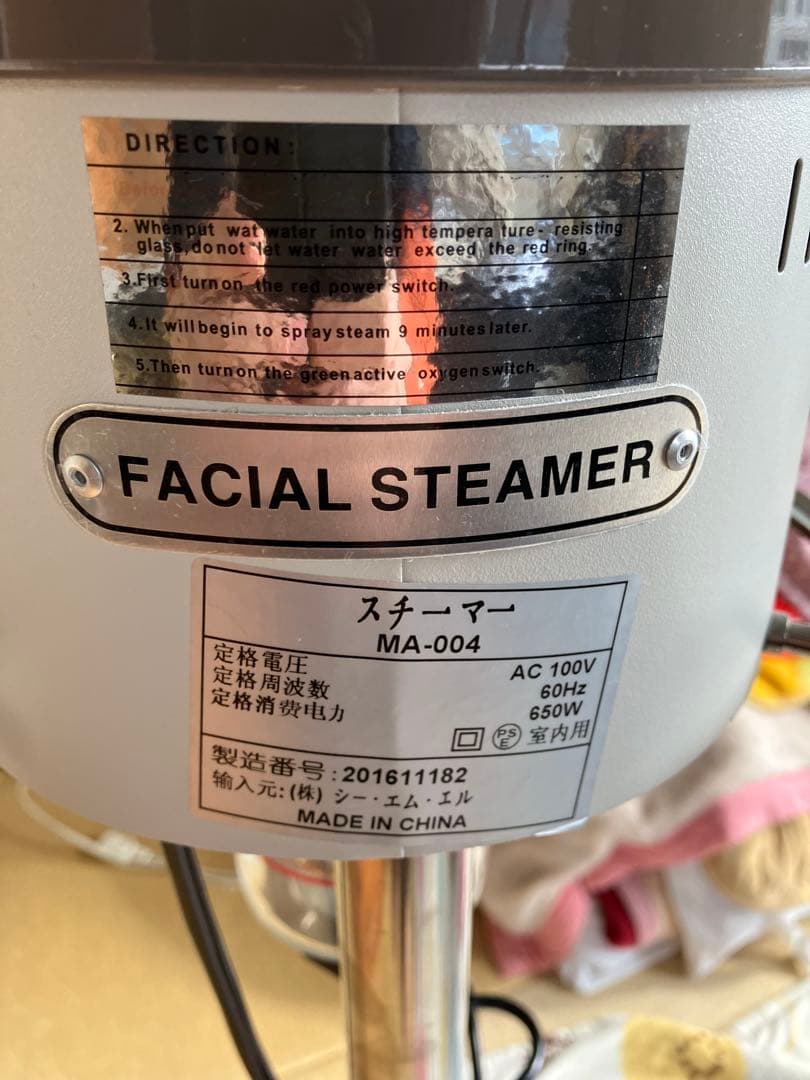 DIRECTION:
2. When put wat water into high tempera ture- resisting
glass, do not let water water exceed the red ring.
3.First turn on the red power switch.
4.It will begin to spray steam 9 minutes later.
5.Then turn on the green active oxygen switch.
FACIAL STEAMER
スチーマー
MA-004
定格電圧 AC 100V
定格周波数 60Hz
定格消费电力 650W
PSE 室内用
製造番号:201611182
输入元:(株) シー・エム・エル
MADE IN CHINA